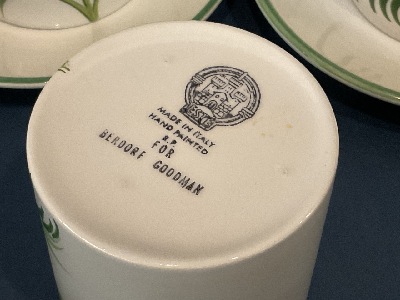 MADE IN ITALY
HAND PAINTED
R.P.
FOR
BERDORF GOODMAN